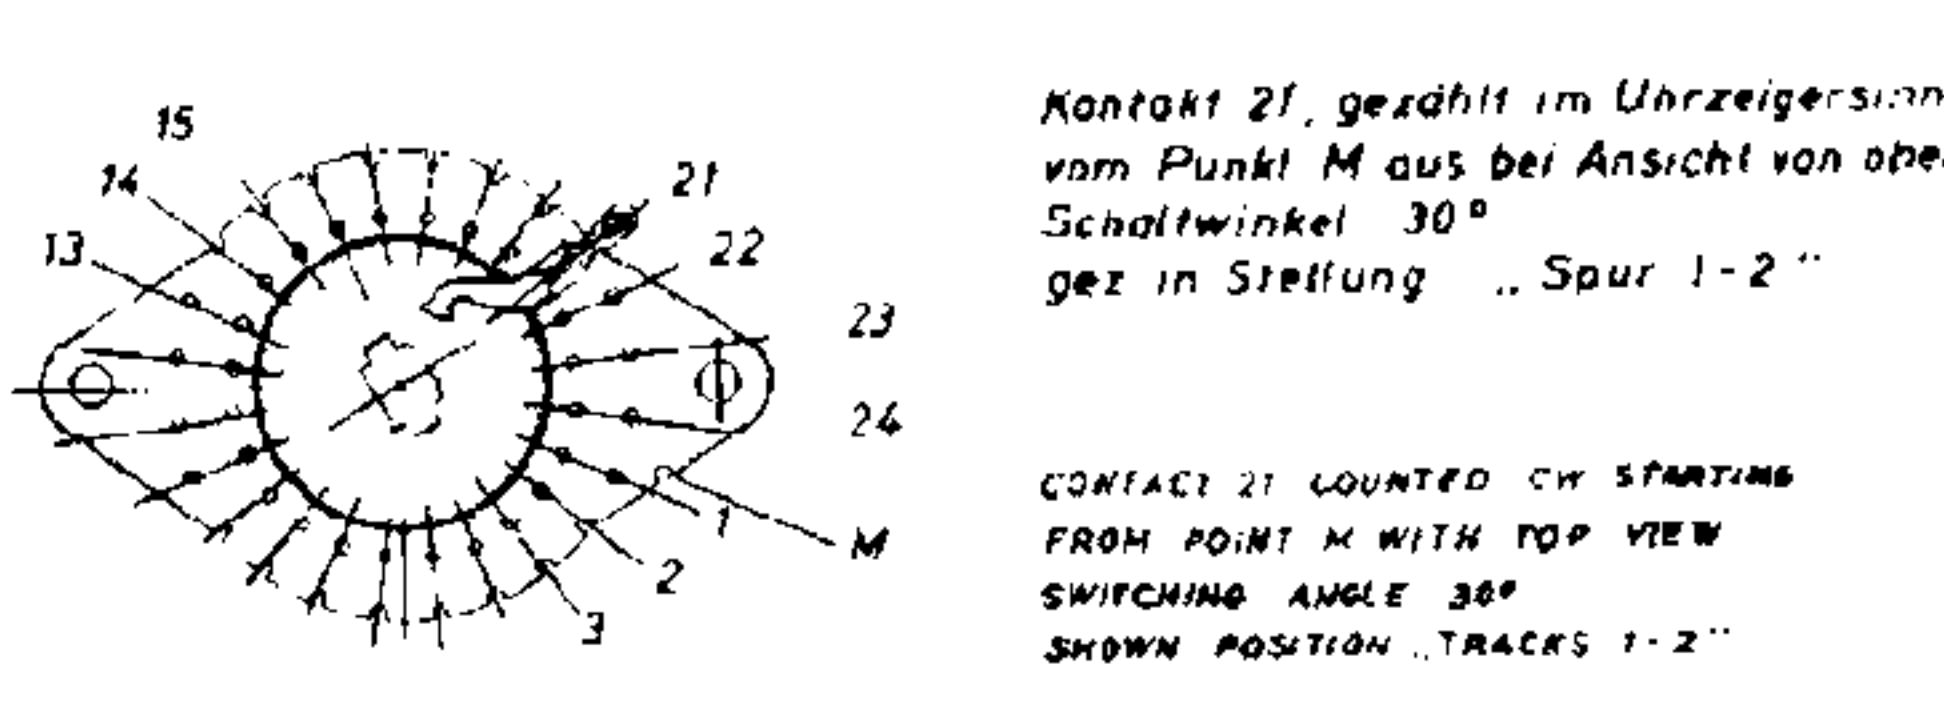 15
14
13
21
22
23
24
1
2
3
M
Kontakt 21, gezählt im Uhrzeigersinn
vom Punkt M aus bei Ansicht von obe
Schaltwinkel 30°
gez in Stellung „Spur 1-2"
CONTACT 21 COUNTED CW STARTING
FROM POINT M WITH TOP VIEW
SWITCHING ANGLE 30°
SHOWN POSITION „TRACKS 1-2"